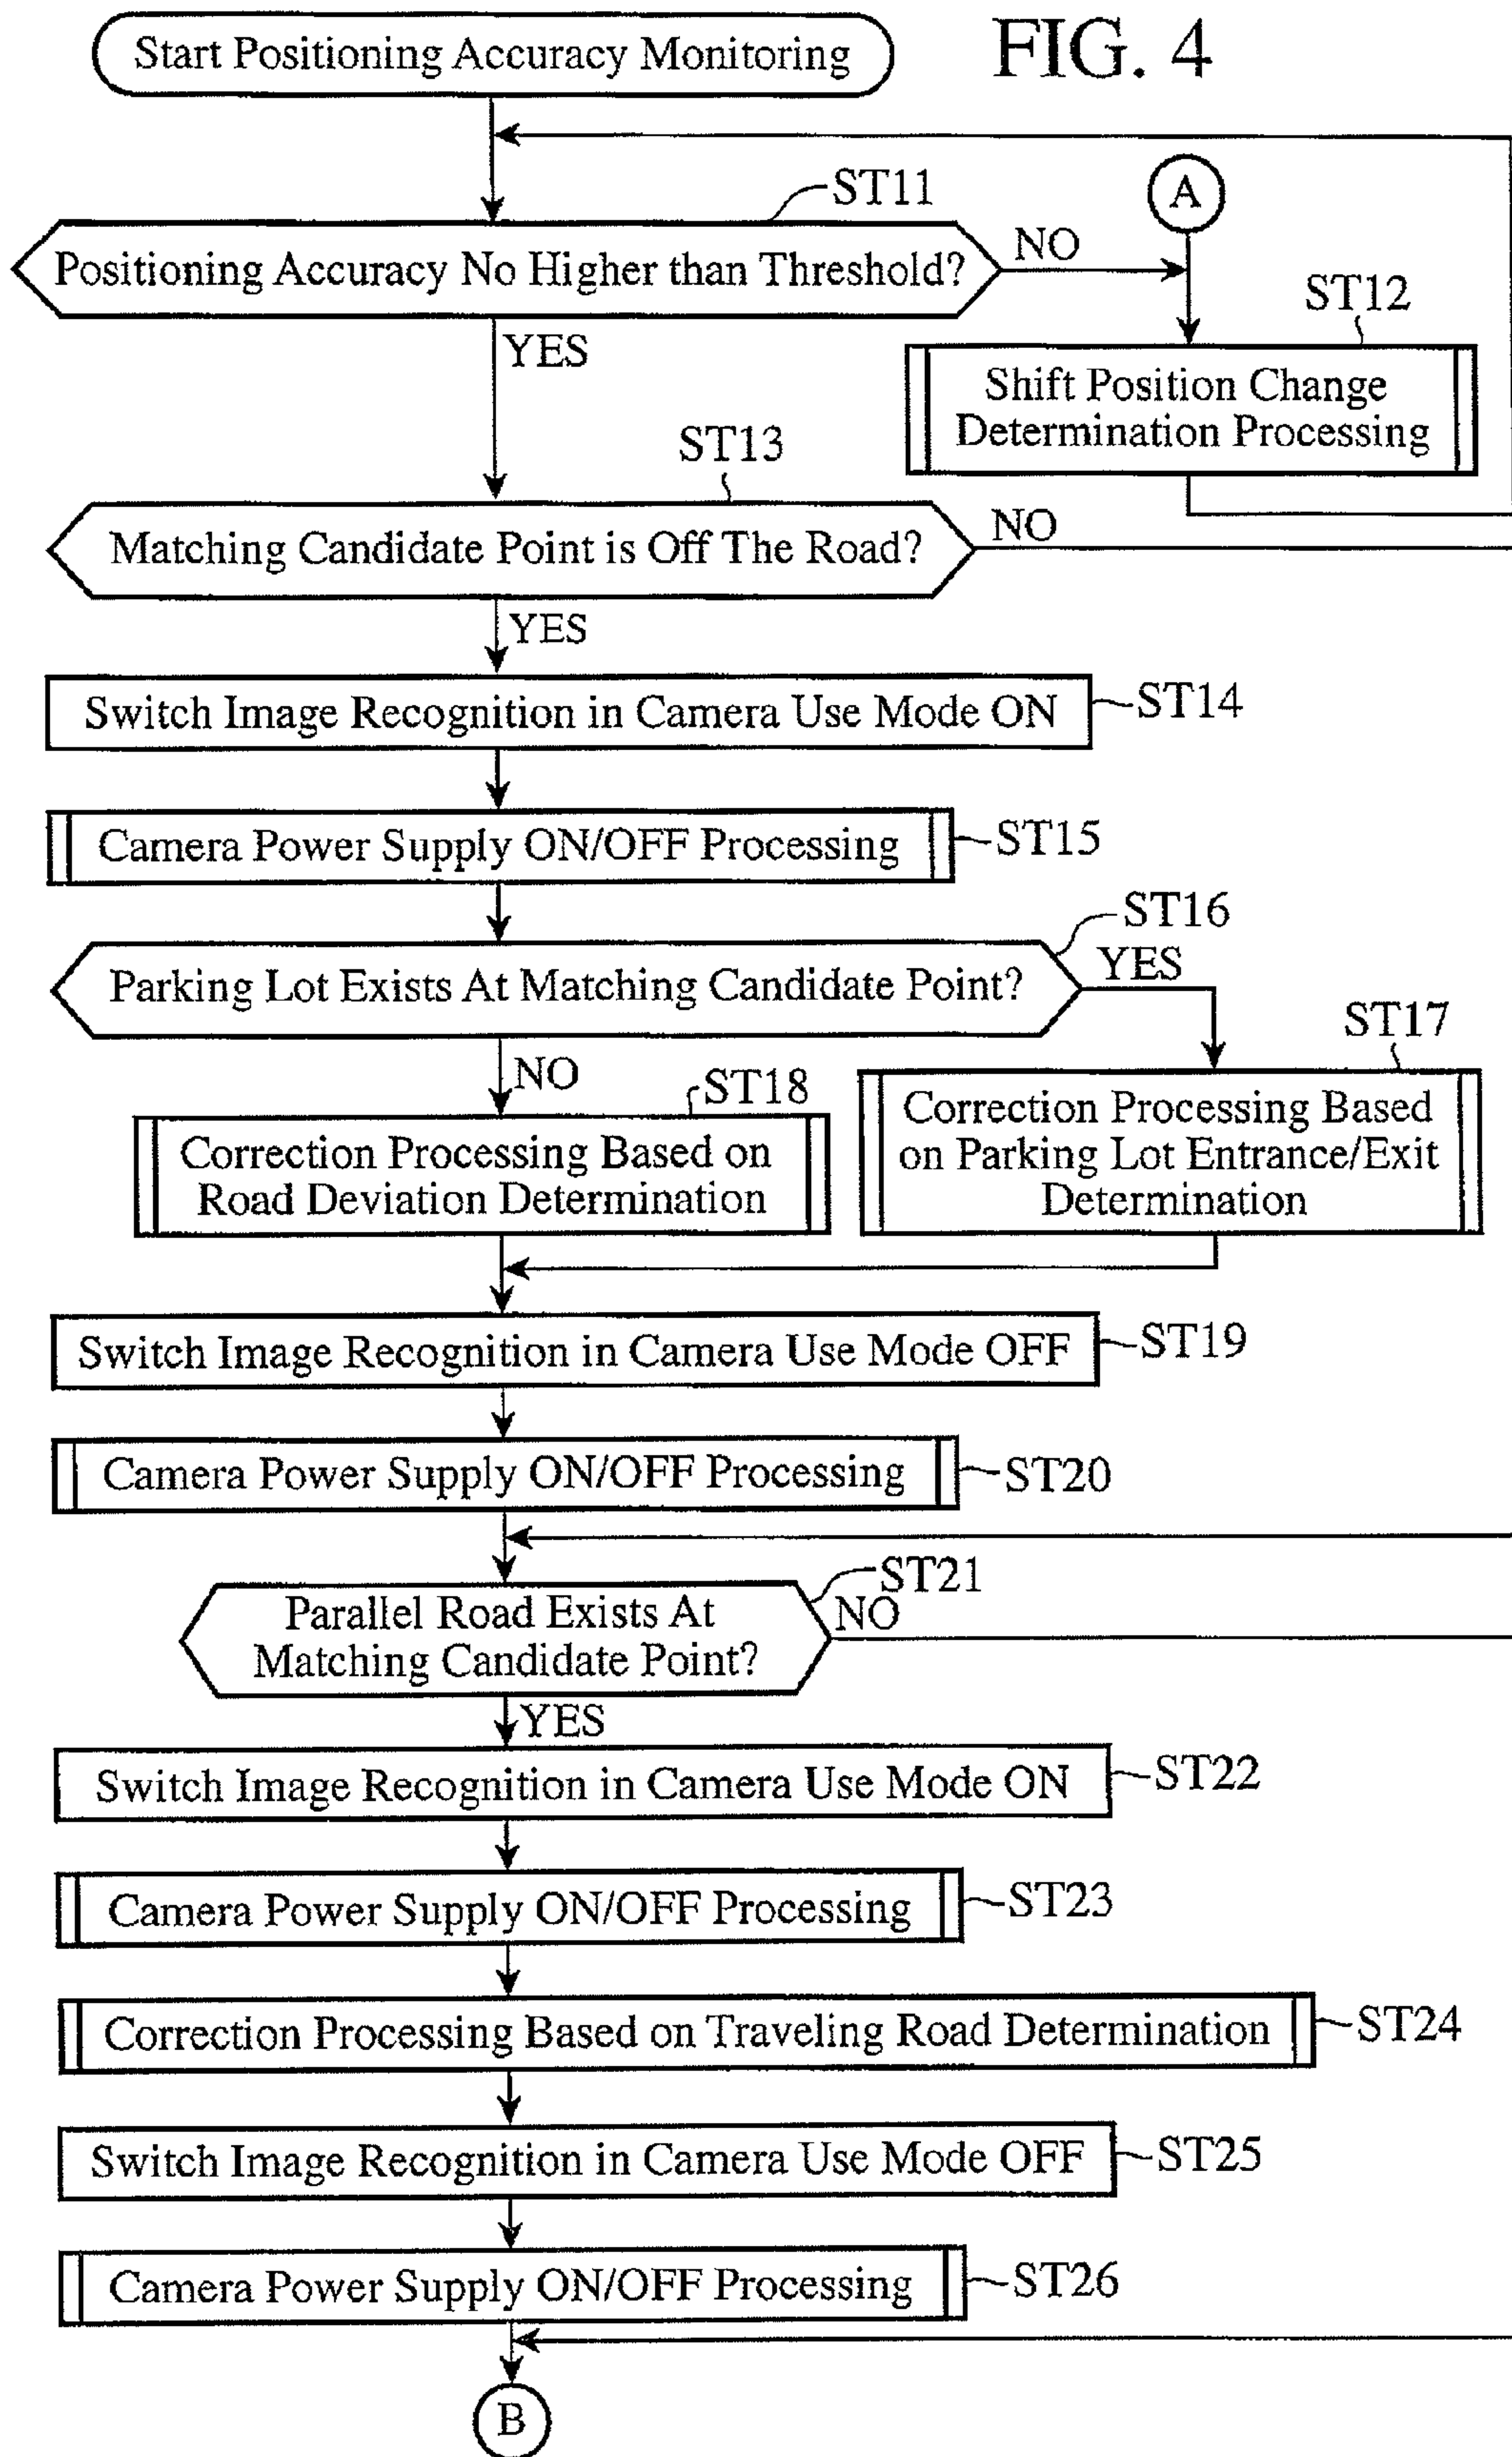 Start Positioning Accuracy Monitoring
FIG. 4
ST11
A
Positioning Accuracy No Higher than Threshold?
NO
ST12
YES
Shift Position Change
Determination Processing
ST13
Matching Candidate Point is Off The Road?
NO
YES
Switch Image Recognition in Camera Use Mode ON
ST14
Camera Power Supply ON/OFF Processing
ST15
ST16
Parking Lot Exists At Matching Candidate Point?
YES
ST17
NO
ST18
Correction Processing Based
on Parking Lot Entrance/Exit
Determination
Correction Processing Based on
Road Deviation Determination
Switch Image Recognition in Camera Use Mode OFF
ST19
Camera Power Supply ON/OFF Processing
ST20
ST21
Parallel Road Exists At
Matching Candidate Point?
NO
YES
Switch Image Recognition in Camera Use Mode ON
ST22
Camera Power Supply ON/OFF Processing
ST23
Correction Processing Based on Traveling Road Determination
ST24
Switch Image Recognition in Camera Use Mode OFF
ST25
Camera Power Supply ON/OFF Processing
ST26
B